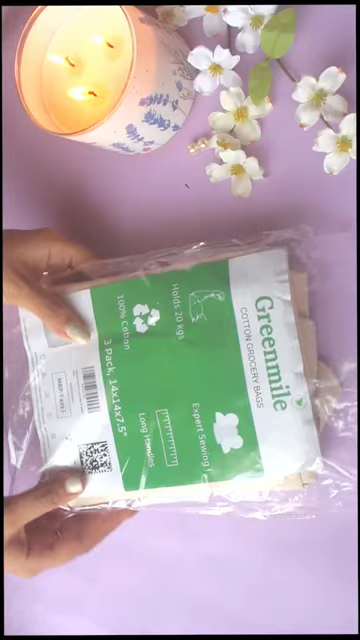 Greenmile
COTTON GROCERY BAGS
Holds 20 kgs
Expert Sewing
100% Cotton
Long Handles
3 Pack, 14x14x7.5"